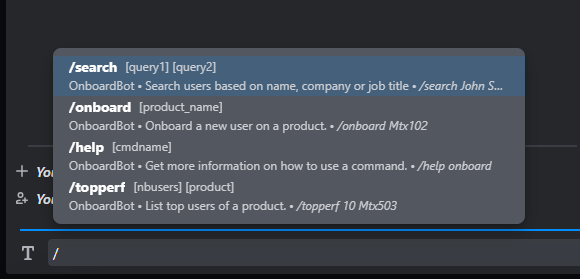 /search [query1] [query2]
OnboardBot • Search users based on name, company or job title • /search John S...
/onboard [product_name]
OnboardBot • Onboard a new user on a product. • /onboard Mtx102
/help [cmdname]
OnboardBot • Get more information on how to use a command. • /help onboard
/topperf [nbusers] [product]
OnboardBot • List top users of a product. • /topperf 10 Mtx503
You
You
T /